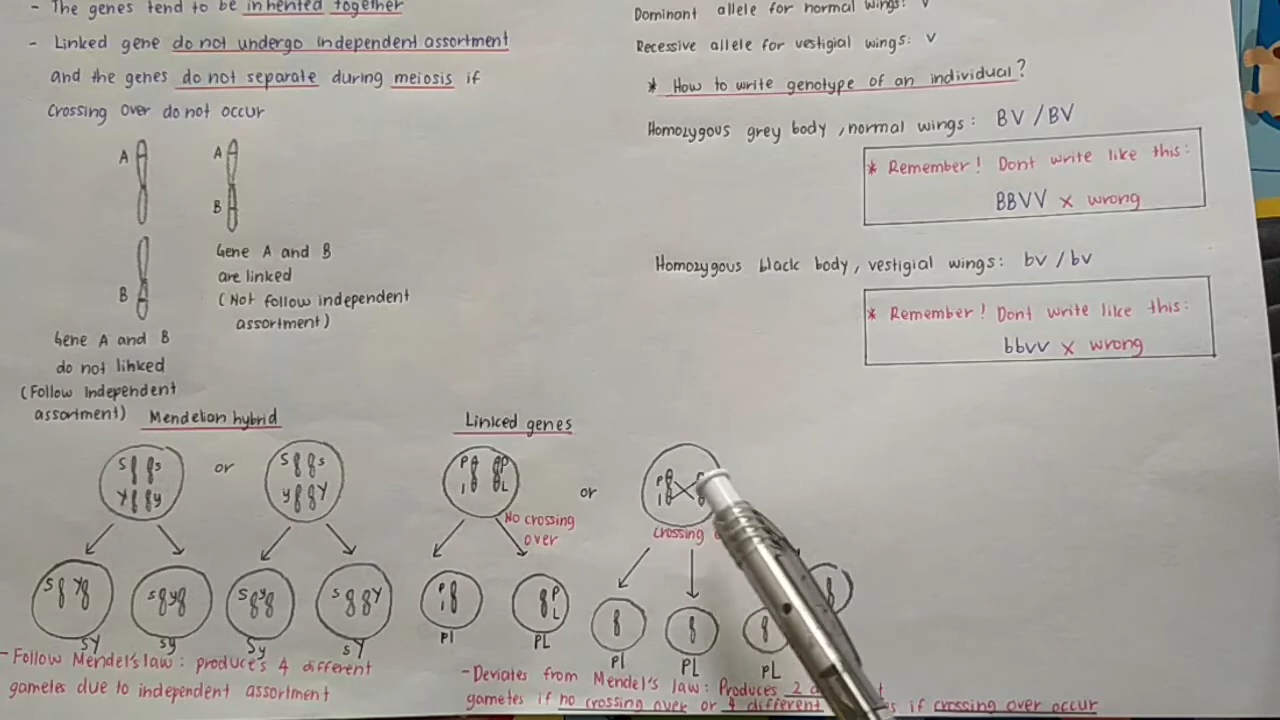 - The genes tend to be inherited together
- Linked gene do not undergo independent assortment
and the genes do not separate during meiosis if
crossing over do not occur
A
A
B
B
Gene A and B
are linked
(Not follow independent
assortment)
Gene A and B
do not linked
(Follow Independent
assortment)
Dominant allele for normal wings: V
Recessive allele for vestigial wings: v
* How to write genotype of an individual?
Homozygous grey body, normal wings: BV / BV
* Remember! Dont write like this:
BBVV x wrong
Homozygous black body, vestigial wings: bv / bv
* Remember! Dont write like this:
bbvv x wrong
Mendelian hybrid
S s
Y y
or
S s
y Y
S Y
s y
S y
s Y
SY
sy
Sy
sY
- Follow Mendel's law: produces 4 different
gametes due to independent assortment
Linked genes
P P
l L
No crossing
over
or
P
l
crossing
P
l
P
L
Pl
PL
Pl
PL
PL
- Deviates from Mendel's law: Produces 2
gametes if no crossing over or 4 different if crossing over occur